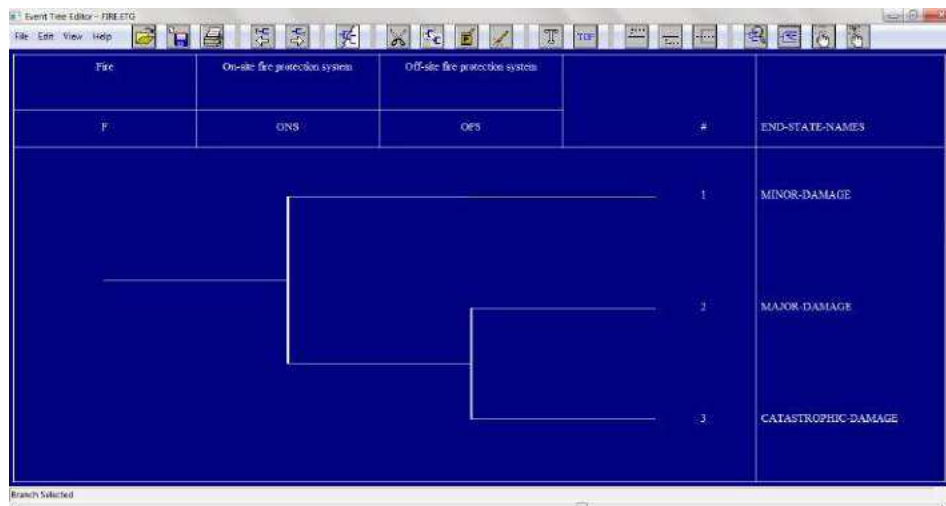 Event Tree Editor - FIRE.ETG
File Edit View Help
T TOP
Fire On-site fire protection system Off-site fire protection system
F ONS OFS # END-STATE-NAMES
1 MINOR-DAMAGE
2 MAJOR-DAMAGE
3 CATASTROPHIC-DAMAGE
Branch Selected